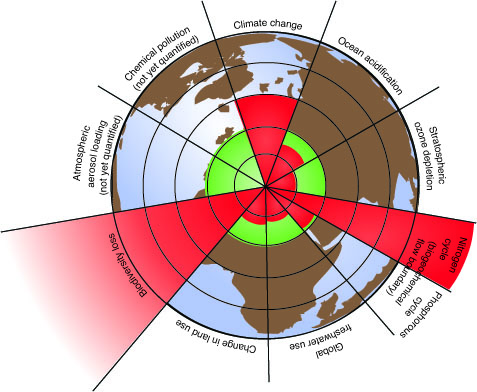 Climate change
Ocean acidification
Stratospheric
ozone depletion
Nitrogen
cycle
(biogeochemical
flow boundary)
Phosphorous
cycle
Global
freshwater use
Change in land use
Biodiversity loss
Atmospheric
aerosol loading
(not yet quantified)
Chemical pollution
(not yet quantified)